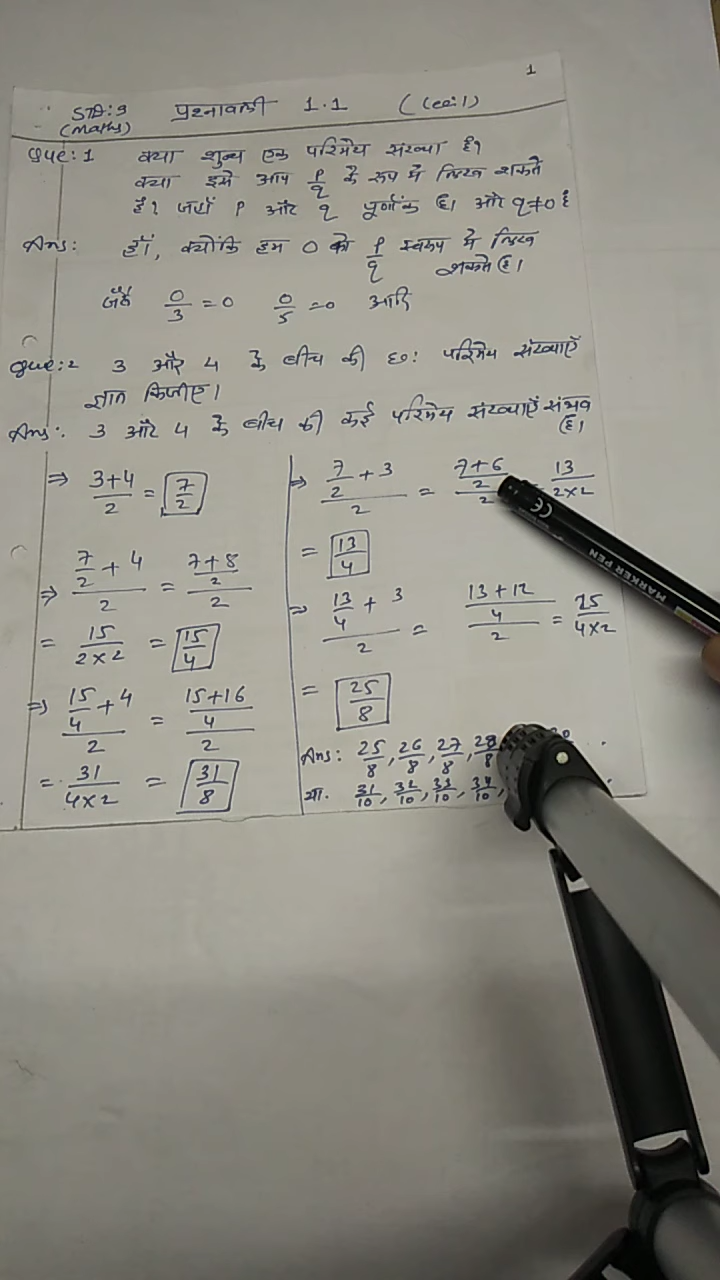 1
STD:9 प्रश्नावली 1.1 (Lec:1)
(Maths)
Que:1 क्या शुन्य एक परिमेय संख्या है?
क्या इसे आप p/q के रूप में लिख शकते
है? जहाँ p और q पूर्णांक है। और q≠0 है
Ans: हाँ, क्योंकि हम 0 को p/q स्वरूप में लिख
शकते है।
जैसे 0/3 = 0 0/5 = 0 आदि
Que:2 3 और 4 के बीच की छः परिमेय संख्याएँ
ज्ञात किजीए।
Ans: 3 और 4 के बीच की कई परिमेय संख्याएँ संभव
है।
⇒ (3+4)/2 = 7/2
⇒ (7/2 + 4)/2 = ((7+8)/2)/2
= 15/(2×2) = 15/4
⇒ (15/4 + 4)/2 = ((15+16)/4)/2
= 31/(4×2) = 31/8
⇒ (7/2 + 3)/2 = ((7+6)/2)/2 = 13/(2×2)
= 13/4
⇒ (13/4 + 3)/2 = ((13+12)/4)/2 = 25/(4×2)
= 25/8
Ans: 25/8, 26/8, 27/8, 28/8
या. 31/10, 32/10, 33/10, 34/10,
CE
MARKER PEN